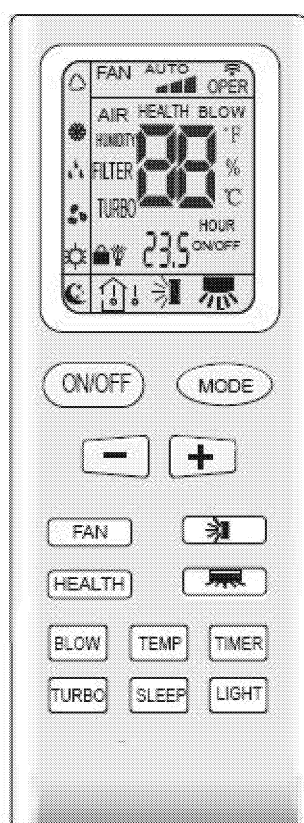 FAN AUTO OPER
AIR HEALTH BLOW
HUMIDITY 88 °F
FILTER %
TURBO °C
HOUR
23.5 ON/OFF
ON/OFF MODE
- +
FAN
HEALTH
BLOW TEMP TIMER
TURBO SLEEP LIGHT